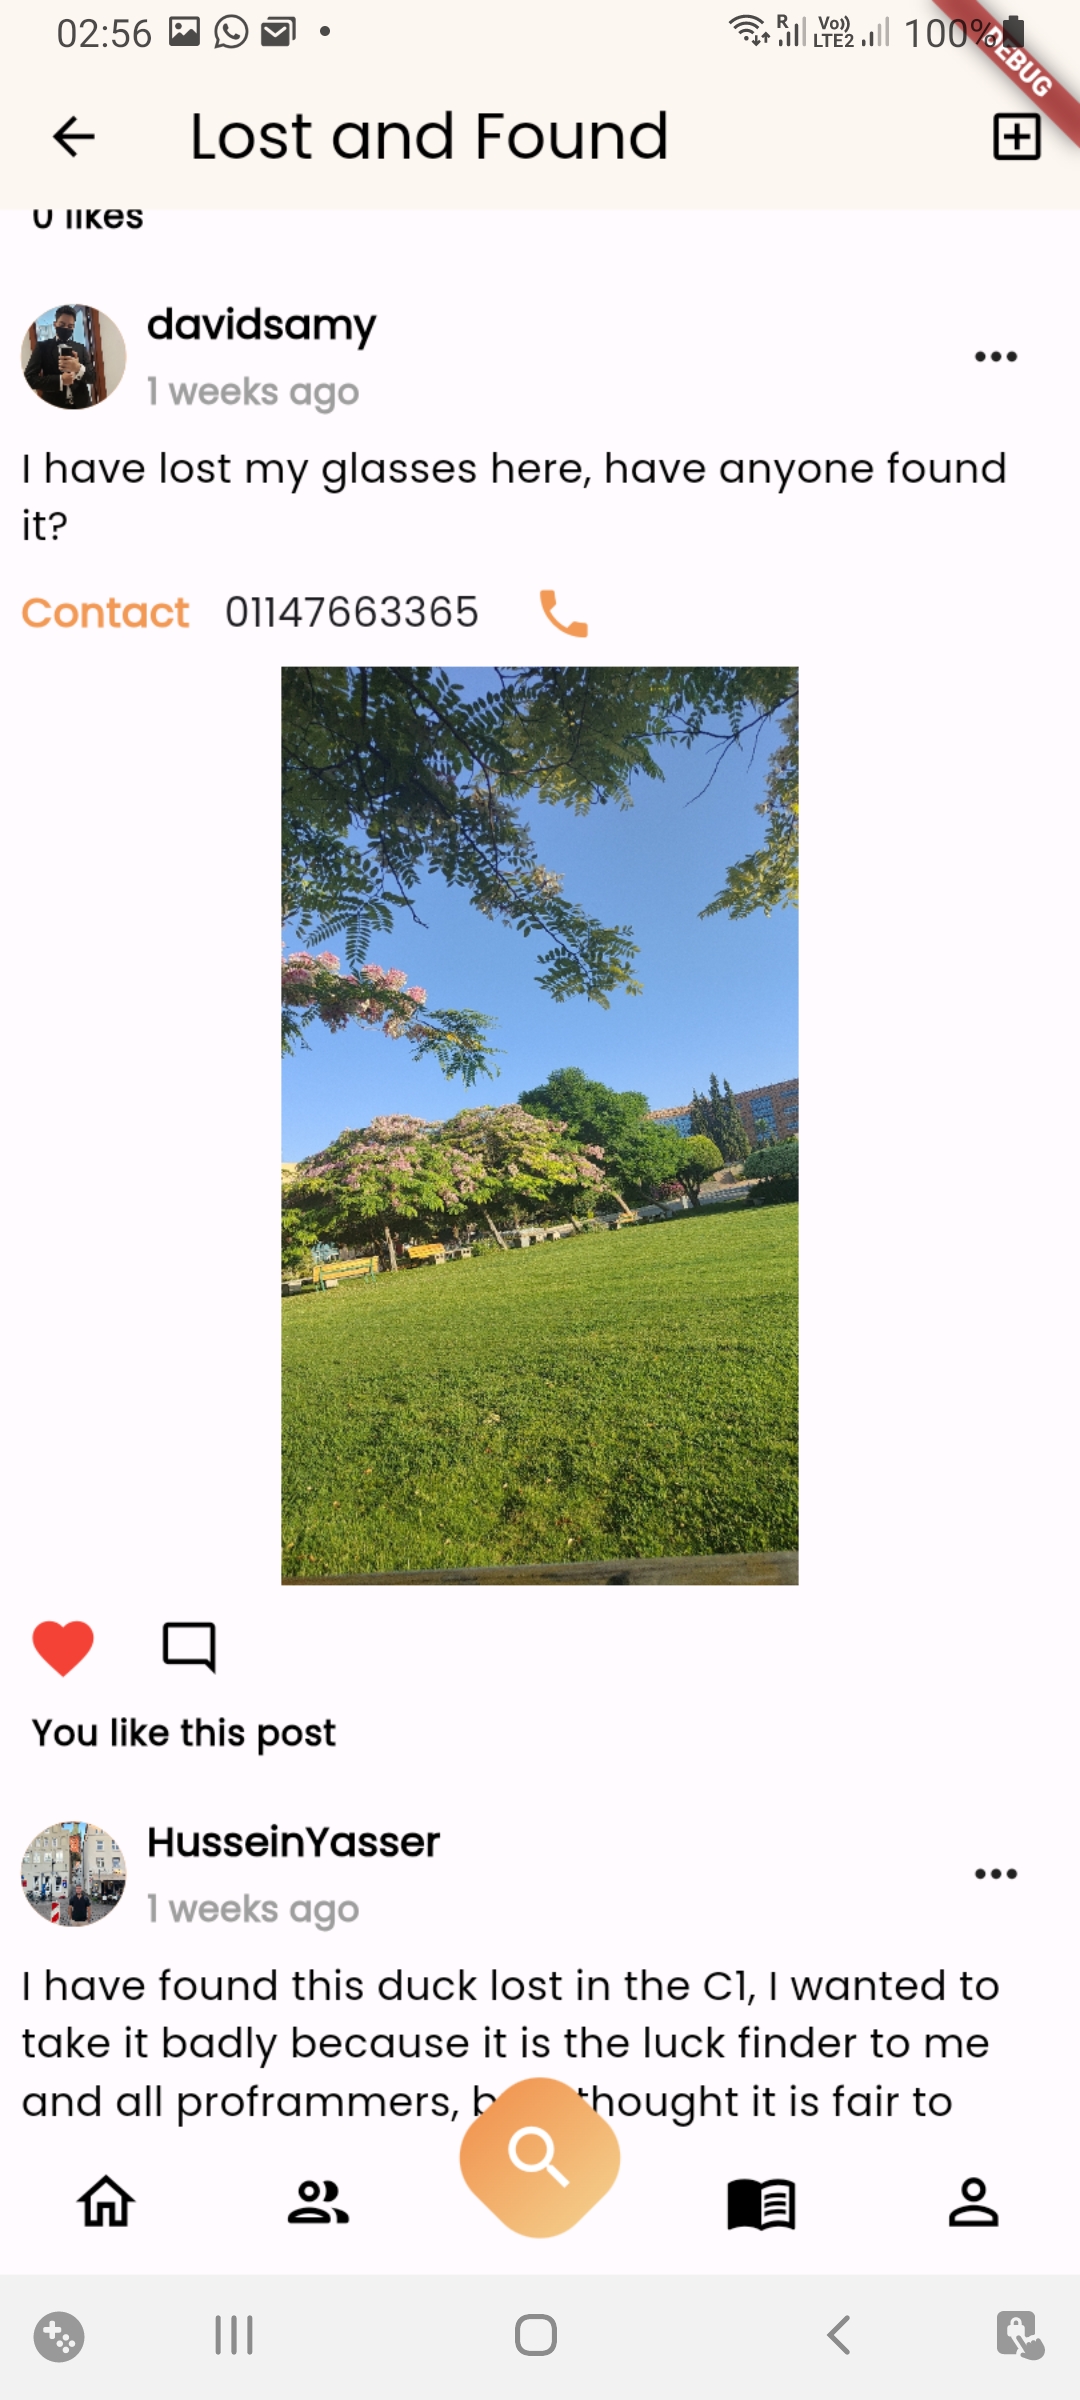 02:56
R
Vo))
LTE2
100%
DEBUG
Lost and Found
0 likes
davidsamy
1 weeks ago
I have lost my glasses here, have anyone found
it?
Contact 01147663365
You like this post
HusseinYasser
1 weeks ago
I have found this duck lost in the C1, I wanted to
take it badly because it is the luck finder to me
and all proframmers, thought it is fair to